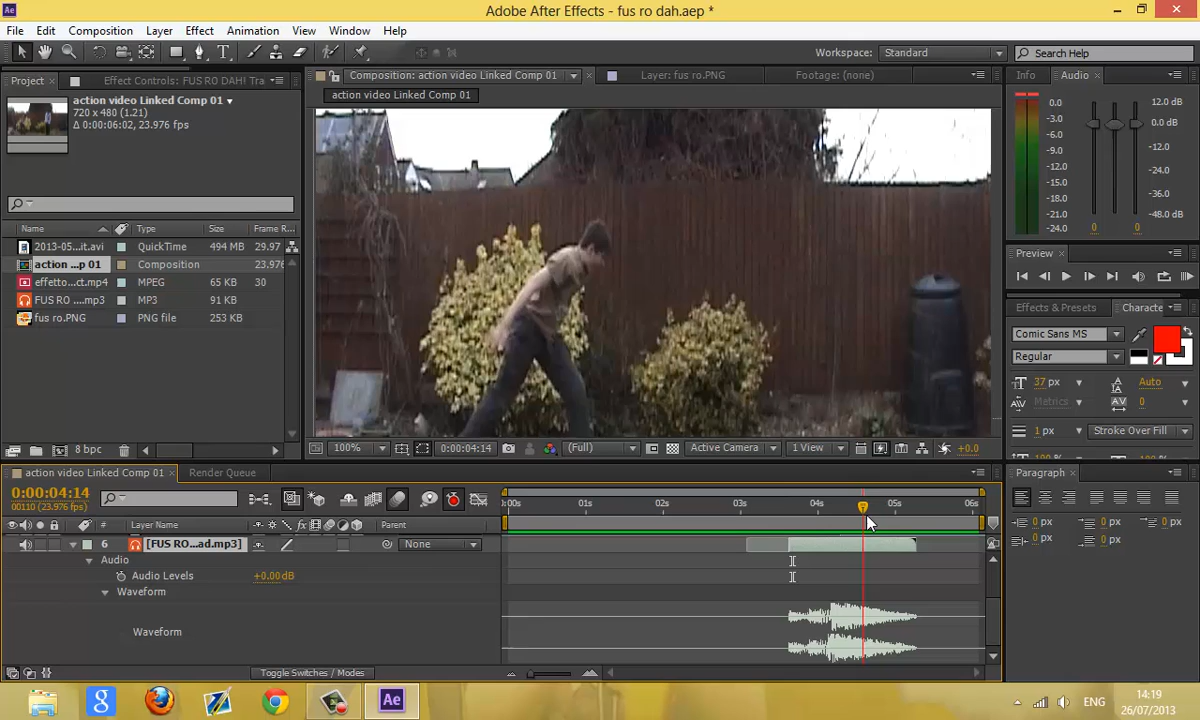 Adobe After Effects - fus ro dah.aep *
File Edit Composition Layer Effect Animation View Window Help
Workspace: Standard Search Help
Project Effect Controls: FUS RO DAH! Tra
Composition: action video Linked Comp 01 Layer: fus ro.PNG Footage: (none)
Info Audio
action video Linked Comp 01
720 x 480 (1.21)
Δ 0:00:06:02, 23.976 fps
action video Linked Comp 01
0.0 12.0 dB
-3.0 0.0 dB
-6.0
-9.0 -12.0
-12.0
-15.0 -24.0
-18.0 -36.0
-21.0
-24.0 -48.0 dB
0 0
Name Type Size Frame R...
2013-05...it.avi QuickTime 494 MB 29.97
action ...p 01 Composition 23.976
effetto...ct.mp4 MPEG 65 KB 30
FUS RO ....mp3 MP3 91 KB
fus ro.PNG PNG file 253 KB
Preview
Effects & Presets Characte
Comic Sans MS
Regular
37 px Auto
Metrics 0
1 px Stroke Over Fill
8 bpc
100% 0:00:04:14 (Full) Active Camera 1 View +0.0
action video Linked Comp 01 Render Queue
Paragraph
0:00:04:14
00110 (23.976 fps)
:00s 01s 02s 03s 04s 05s 06s
# Layer Name Parent
6 [FUS RO...ad.mp3] None
Audio
Audio Levels +0.00dB
Waveform
Waveform
0 px 0 px 0 px
0 px 0 px
Toggle Switches / Modes
Ae
ENG
14:19
26/07/2013